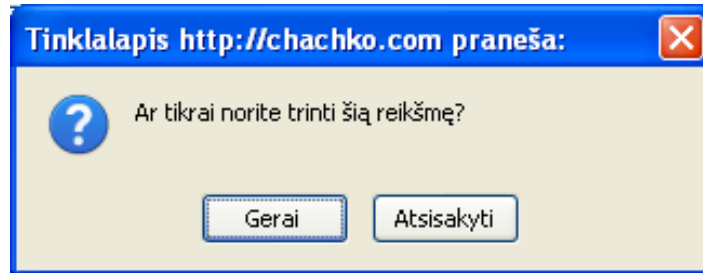 Tinklalapis http://chachko.com praneša:
Ar tikrai norite trinti šią reikšmę?
Gerai
Atsisakyti